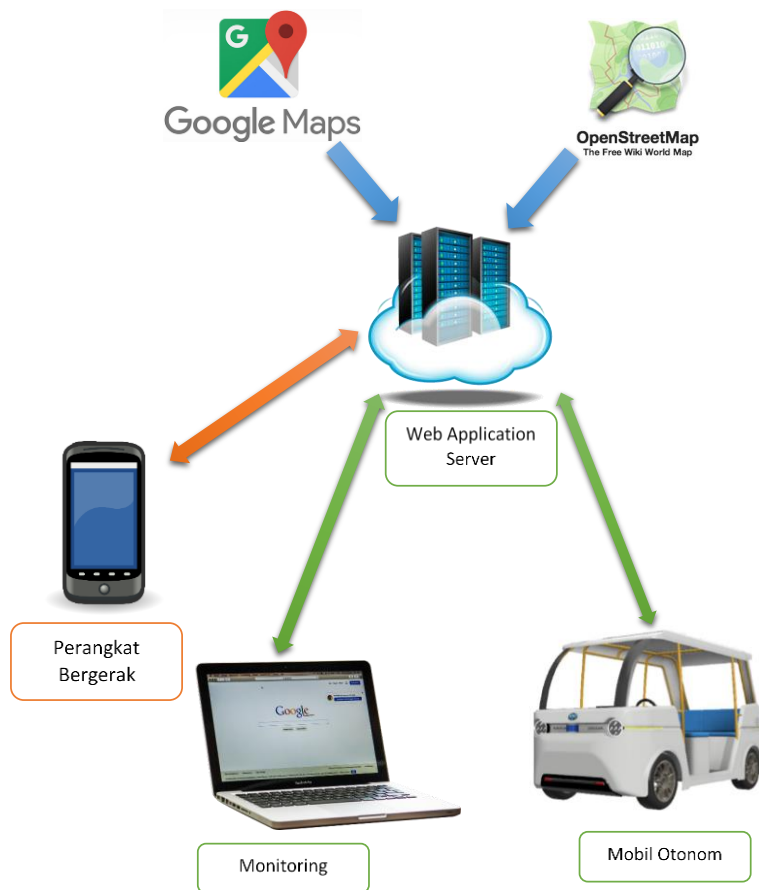 G
Google Maps
OpenStreetMap
The Free Wiki World Map
Web Application
Server
Perangkat
Bergerak
Google
Monitoring
Mobil Otonom